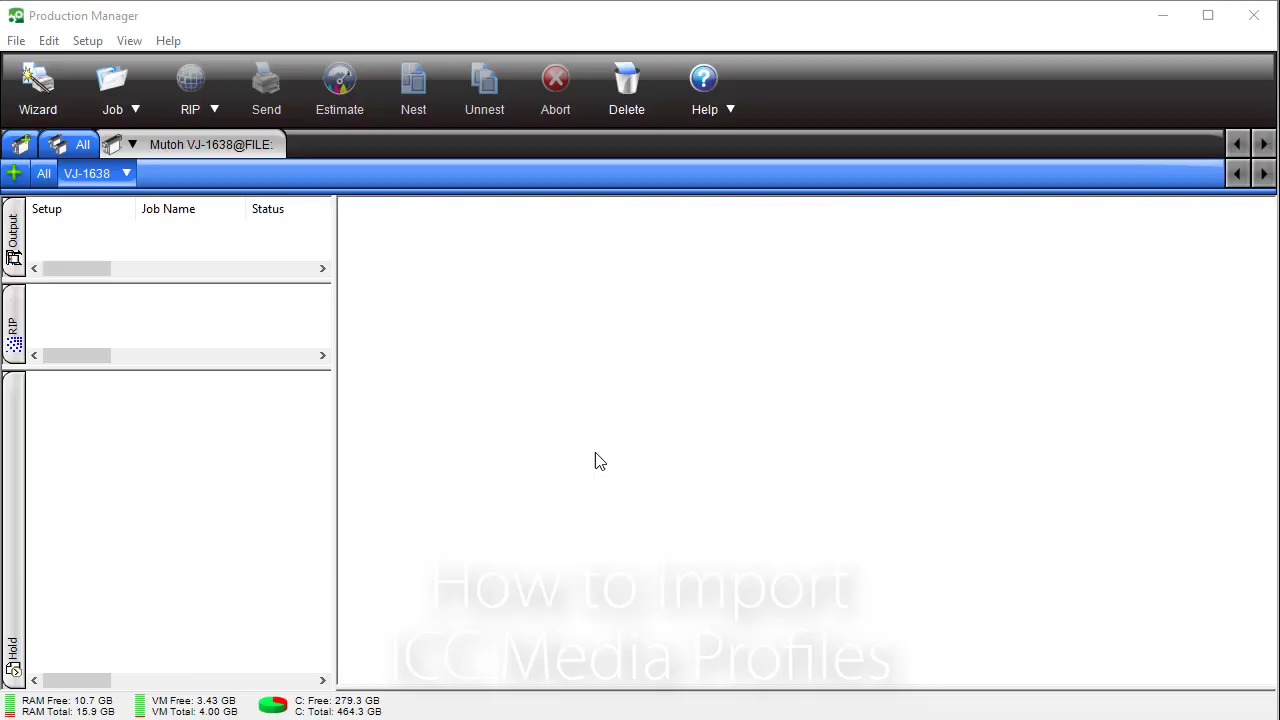 Production Manager
File Edit Setup View Help
Wizard Job RIP Send Estimate Nest Unnest Abort Delete Help
All Mutoh VJ-1638@FILE:
All VJ-1638
Setup Job Name Status
Output
RIP
Hold
How to Import
ICC Media Profiles
RAM Free: 10.7 GB VM Free: 3.43 GB C: Free: 279.3 GB
RAM Total: 15.9 GB VM Total: 4.00 GB C: Total: 464.3 GB